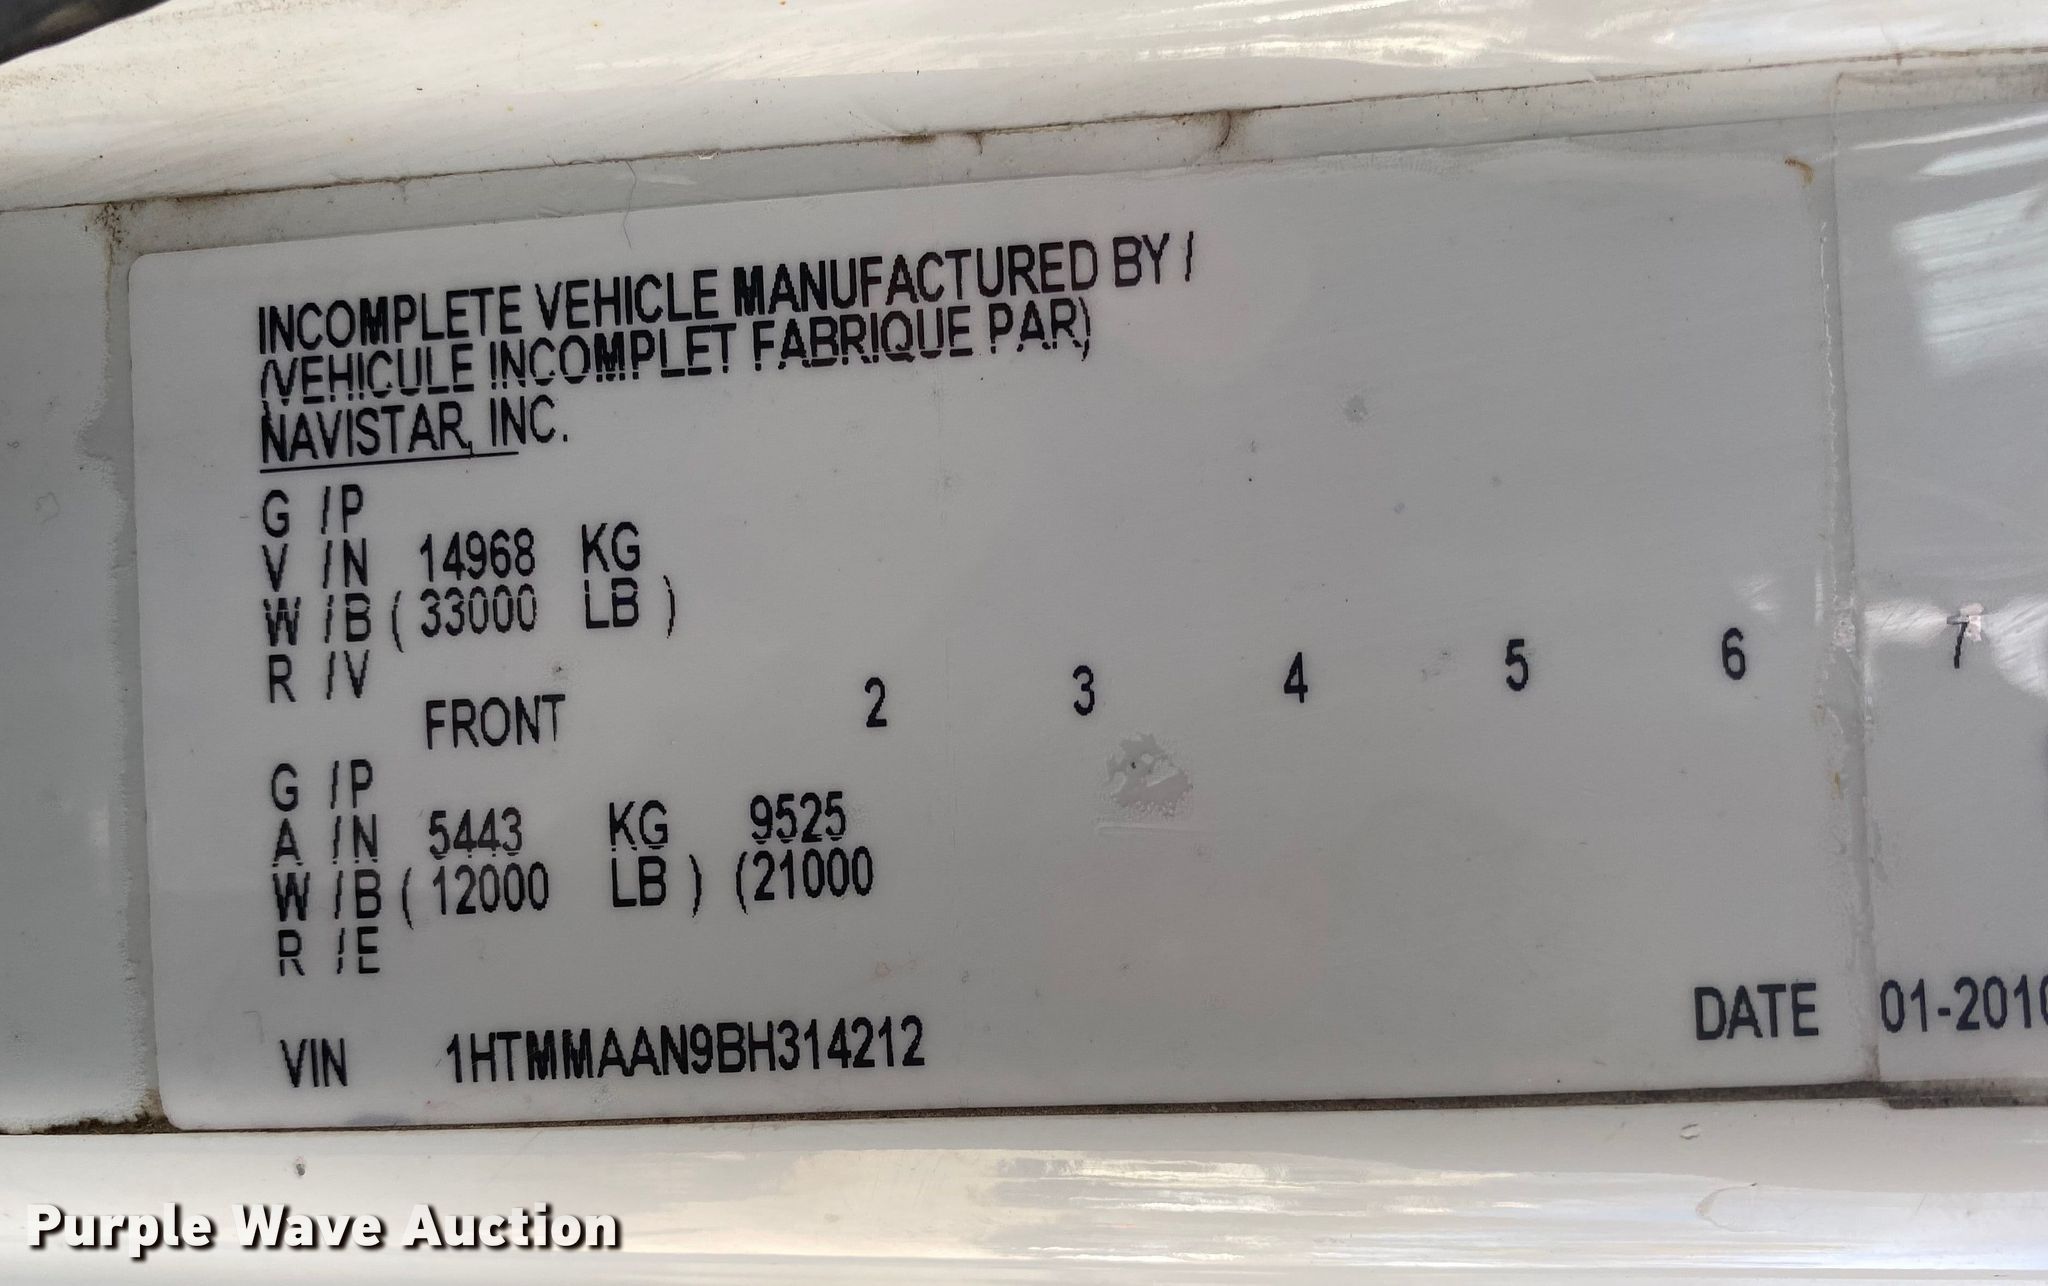 INCOMPLETE VEHICLE MANUFACTURED BY /
(VEHICULE INCOMPLET FABRIQUE PAR)
NAVISTAR, INC.
G /P
V /N 14968 KG
W /B ( 33000 LB )
R /V
FRONT 2 3 4 5 6 7
G /P
A /N 5443 KG 9525
W /B ( 12000 LB ) (21000
R /E
VIN 1HTMMAAN9BH314212 DATE 01-2010
Purple Wave Auction